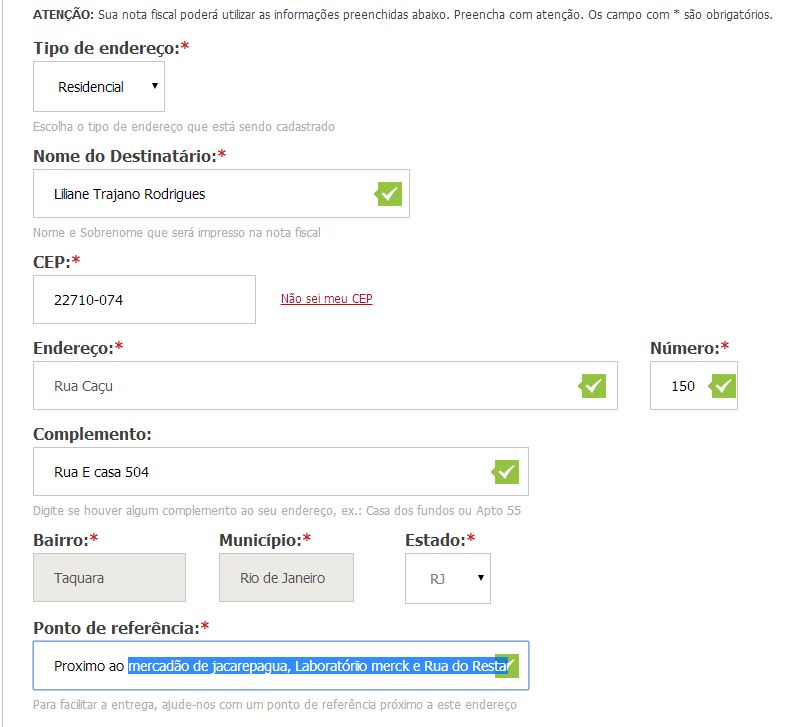 ATENÇÃO: Sua nota fiscal poderá utilizar as informações preenchidas abaixo. Preencha com atenção. Os campo com * são obrigatórios.
Tipo de endereço:*
Residencial
Escolha o tipo de endereço que está sendo cadastrado
Nome do Destinatário:*
Liliane Trajano Rodrigues
Nome e Sobrenome que será impresso na nota fiscal
CEP:*
22710-074 Não sei meu CEP
Endereço:* Número:*
Rua Caçu 150
Complemento:
Rua E casa 504
Digite se houver algum complemento ao seu endereço, ex.: Casa dos fundos ou Apto 55
Bairro:* Município:* Estado:*
Taquara Rio de Janeiro RJ
Ponto de referência:*
Proximo ao mercadão de jacarepagua, Laboratóriio merck e Rua do Resta
Para facilitar a entrega, ajude-nos com um ponto de referência próximo a este endereço